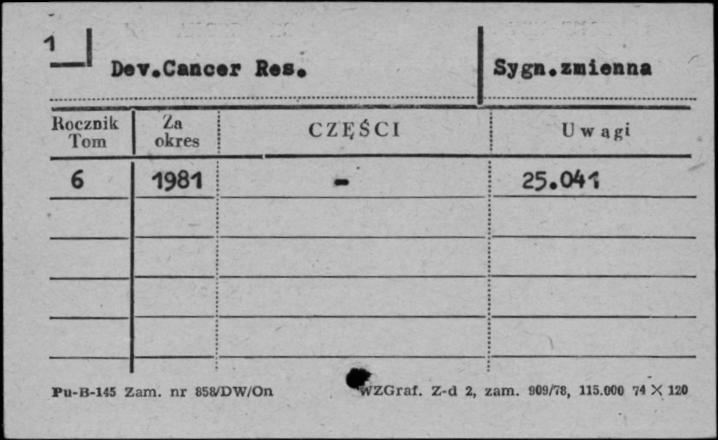 1
Dev.Cancer Res. Sygn.zmienna
Rocznik Tom Za okres CZĘŚCI Uwagi
6 1981 - 25.041
Pu-B-145 Zam. nr 858/DW/On WZGraf. Z-d 2, zam. 909/78, 115.000 74 X 120